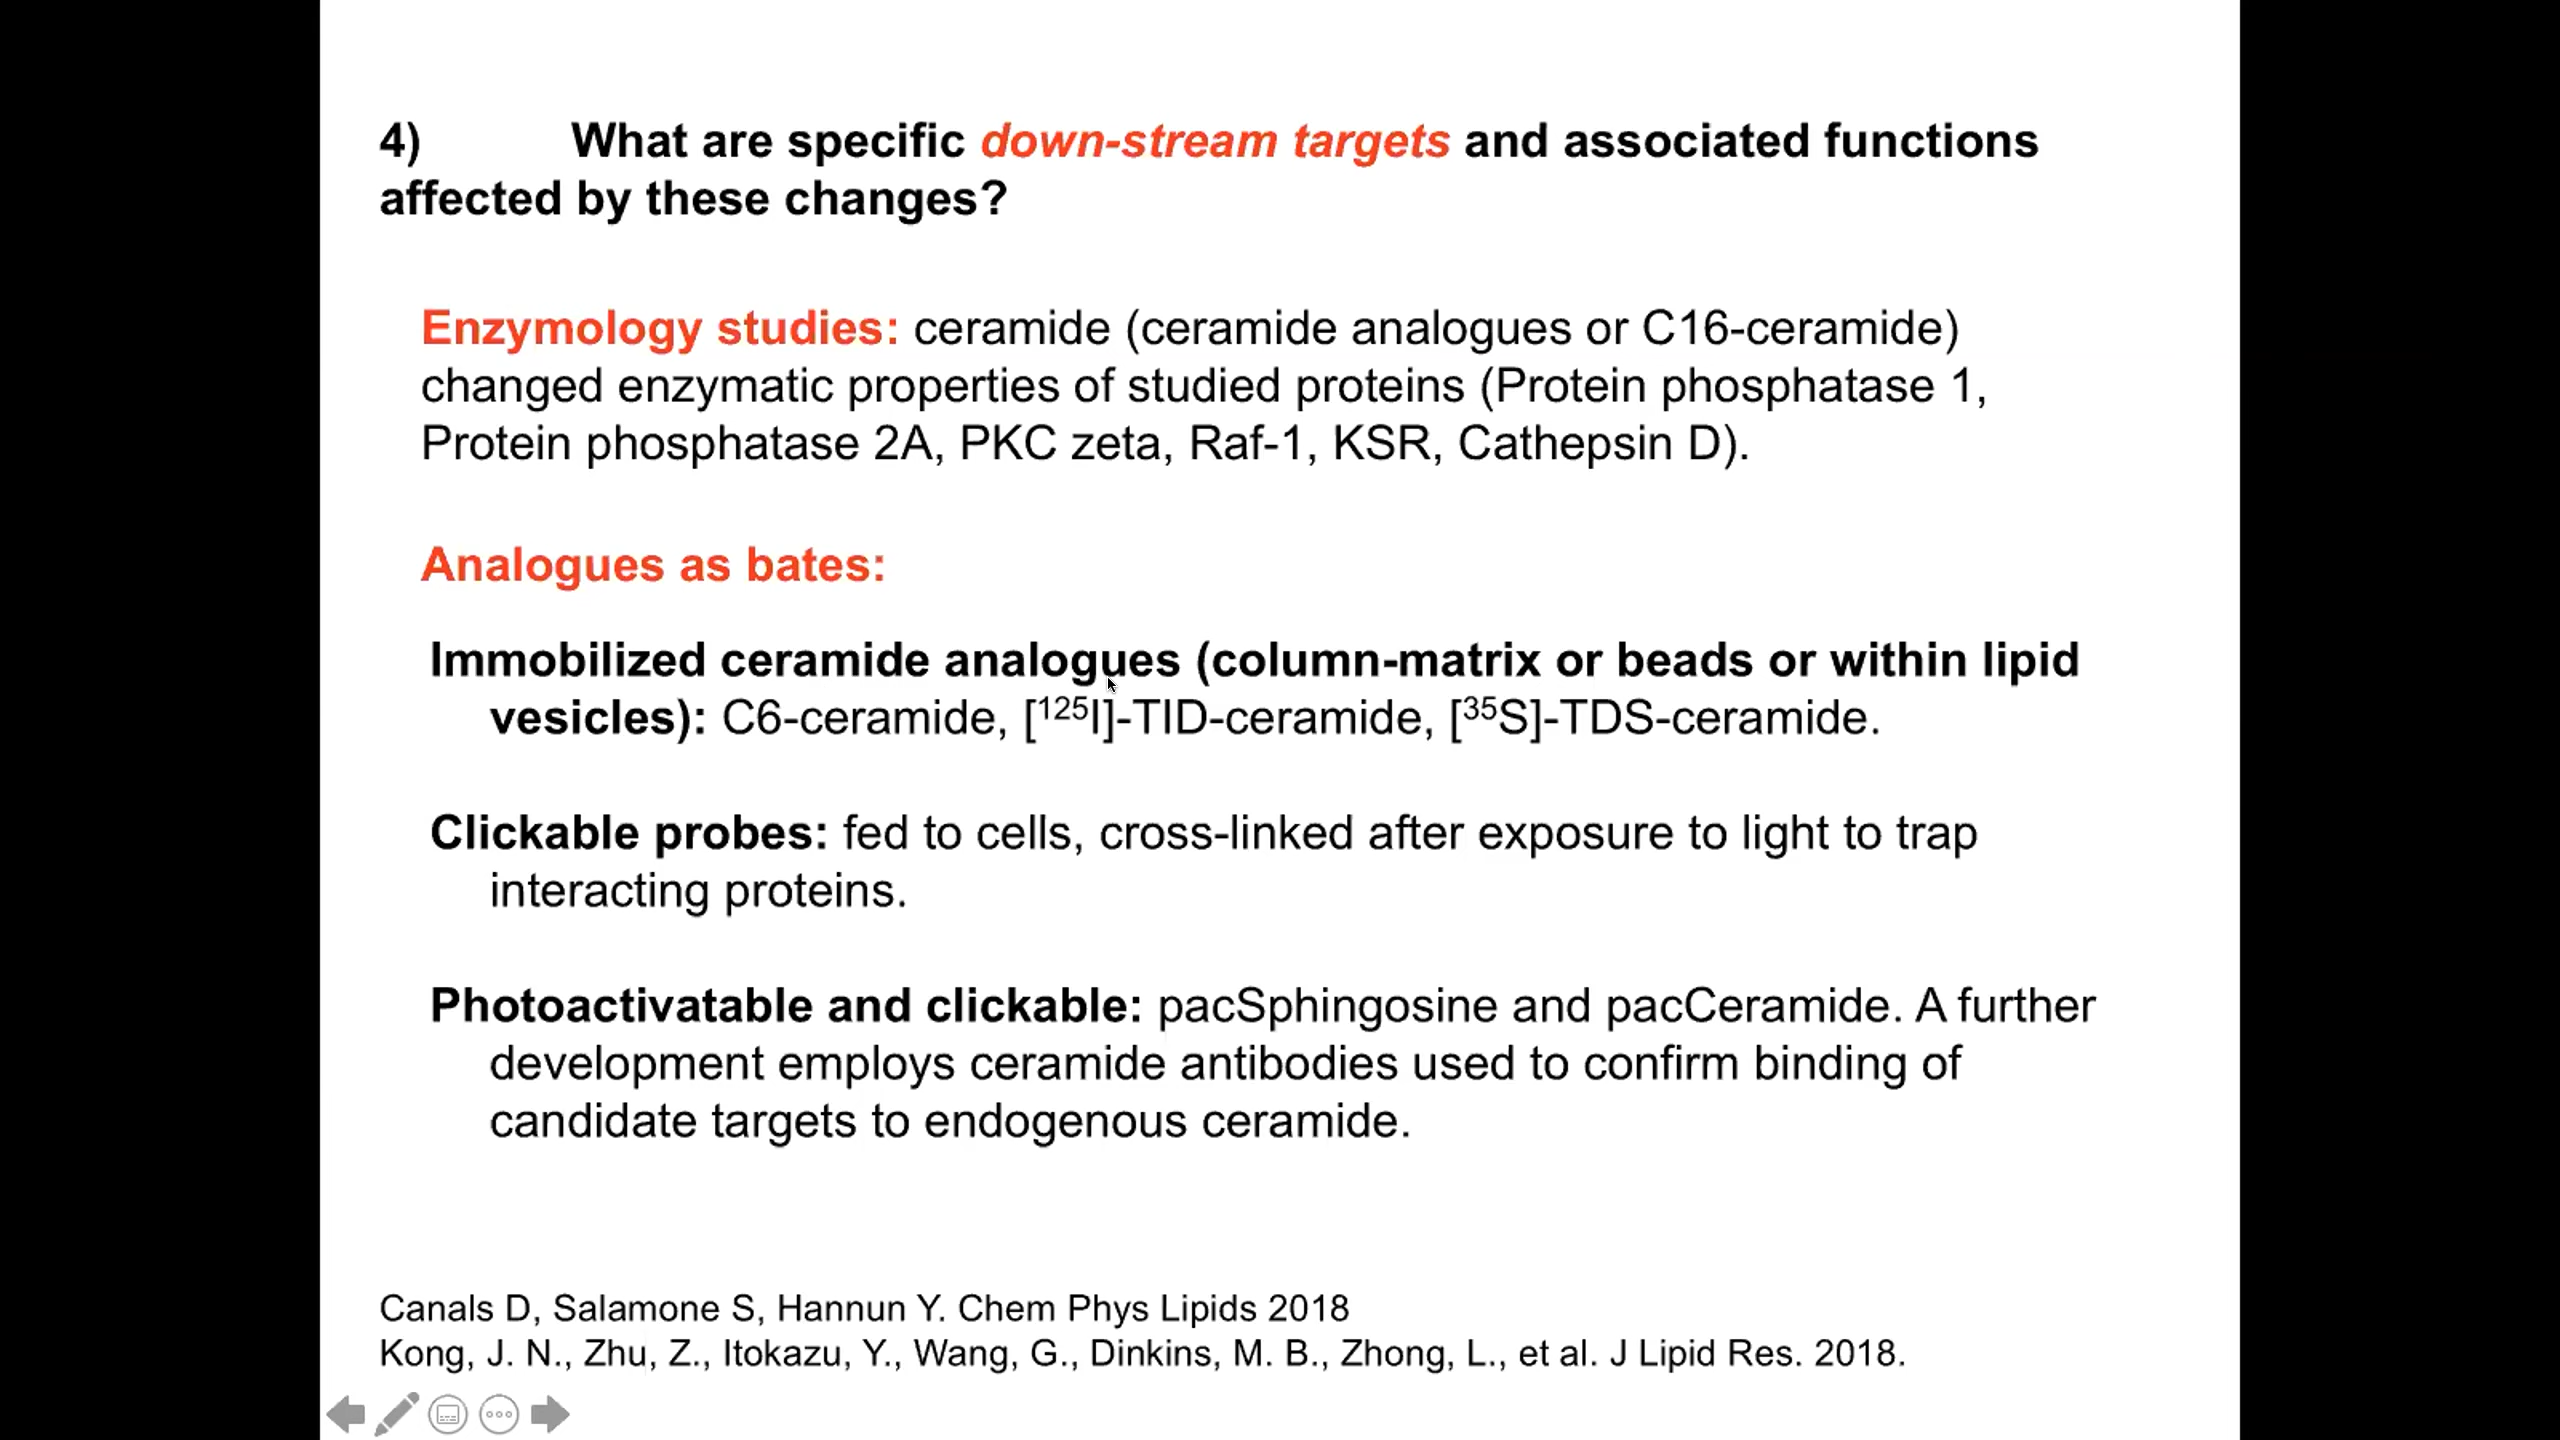 4) What are specific down-stream targets and associated functions
affected by these changes?
Enzymology studies: ceramide (ceramide analogues or C16-ceramide)
changed enzymatic properties of studied proteins (Protein phosphatase 1,
Protein phosphatase 2A, PKC zeta, Raf-1, KSR, Cathepsin D).
Analogues as bates:
Immobilized ceramide analogues (column-matrix or beads or within lipid
vesicles): C6-ceramide, [¹²⁵I]-TID-ceramide, [³⁵S]-TDS-ceramide.
Clickable probes: fed to cells, cross-linked after exposure to light to trap
interacting proteins.
Photoactivatable and clickable: pacSphingosine and pacCeramide. A further
development employs ceramide antibodies used to confirm binding of
candidate targets to endogenous ceramide.
Canals D, Salamone S, Hannun Y. Chem Phys Lipids 2018
Kong, J. N., Zhu, Z., Itokazu, Y., Wang, G., Dinkins, M. B., Zhong, L., et al. J Lipid Res. 2018.